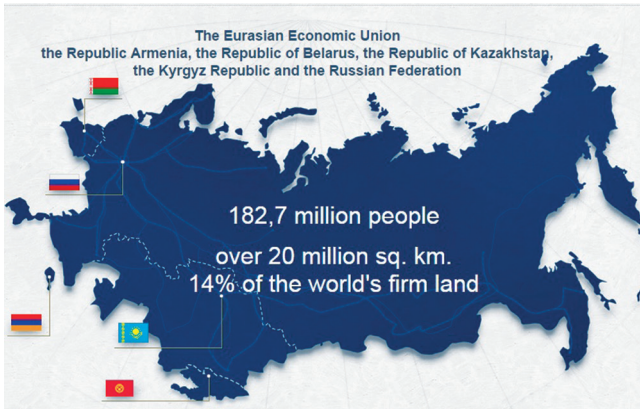 The Eurasian Economic Union
the Republic Armenia, the Republic of Belarus, the Republic of Kazakhstan,
the Kyrgyz Republic and the Russian Federation
182,7 million people
over 20 million sq. km.
14% of the world's firm land